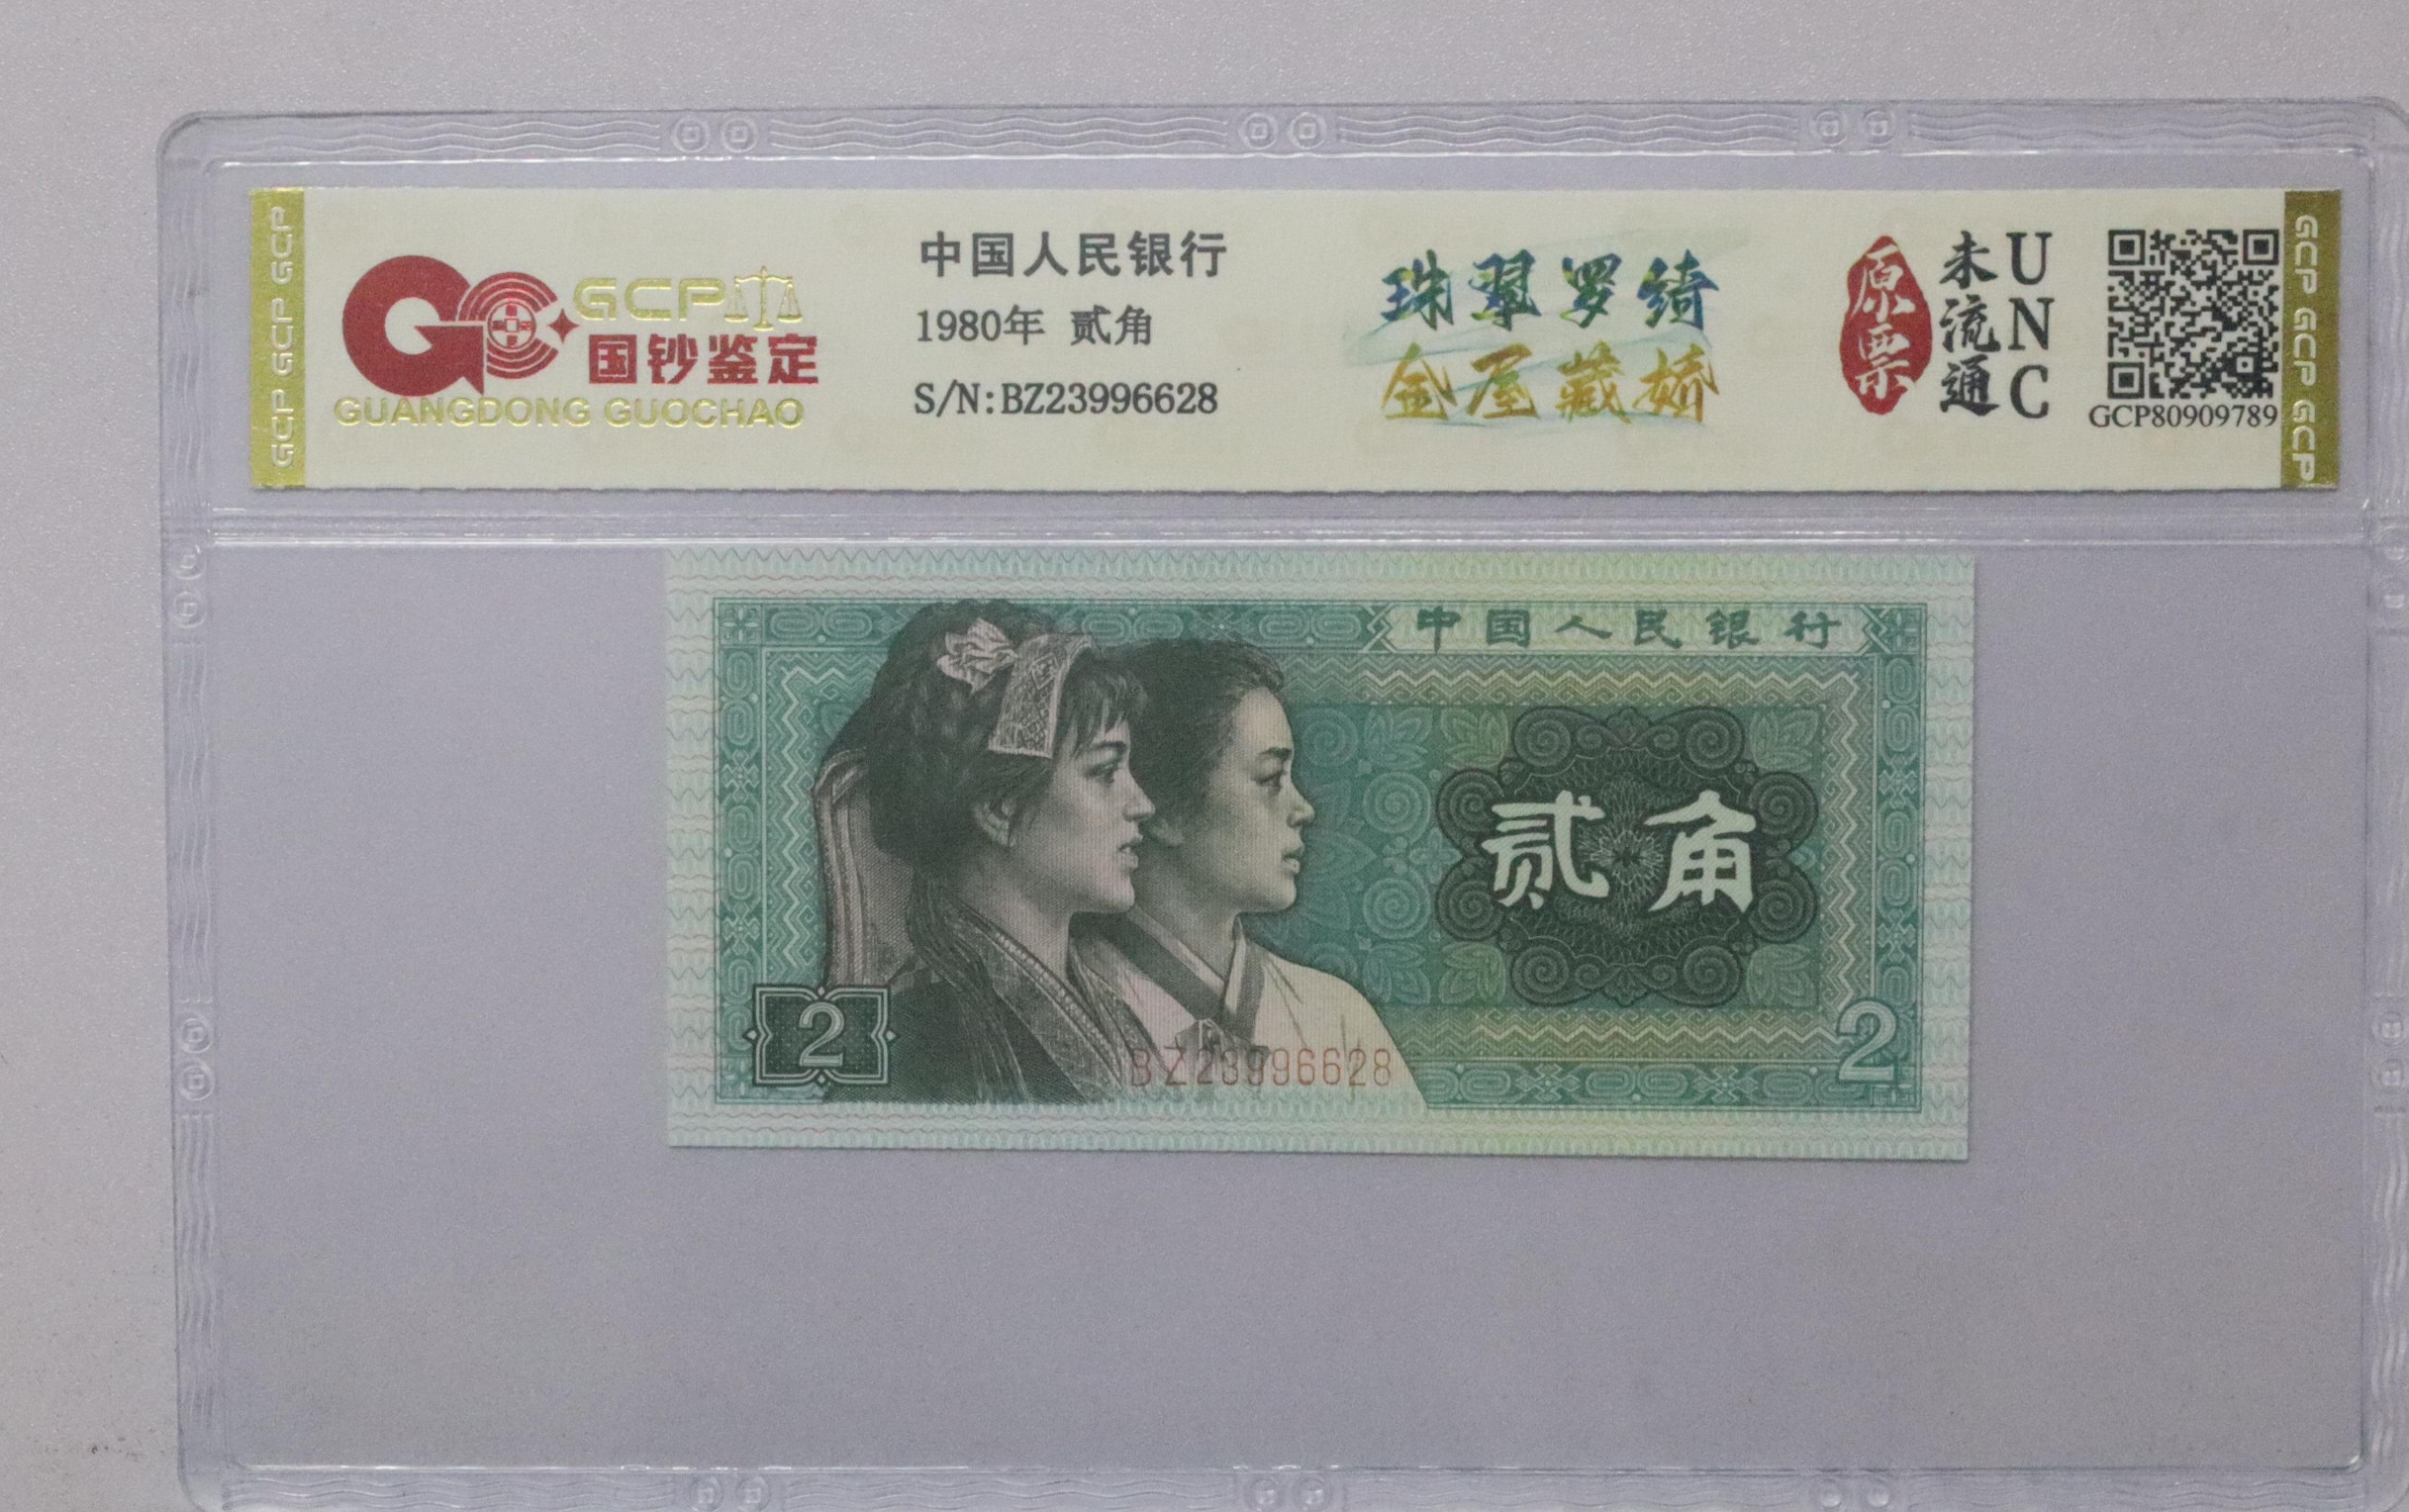 GCP GCP GCP
GCP
国钞鉴定
GUANGDONG GUOCHAO
中国人民银行
1980年 贰角
S/N:BZ23996628
珠翠罗绮
金屋藏娇
原票
未流通
UNC
GCP80909789
GCP GCP GCP
中国人民银行
贰角
2
BZ23996628
2